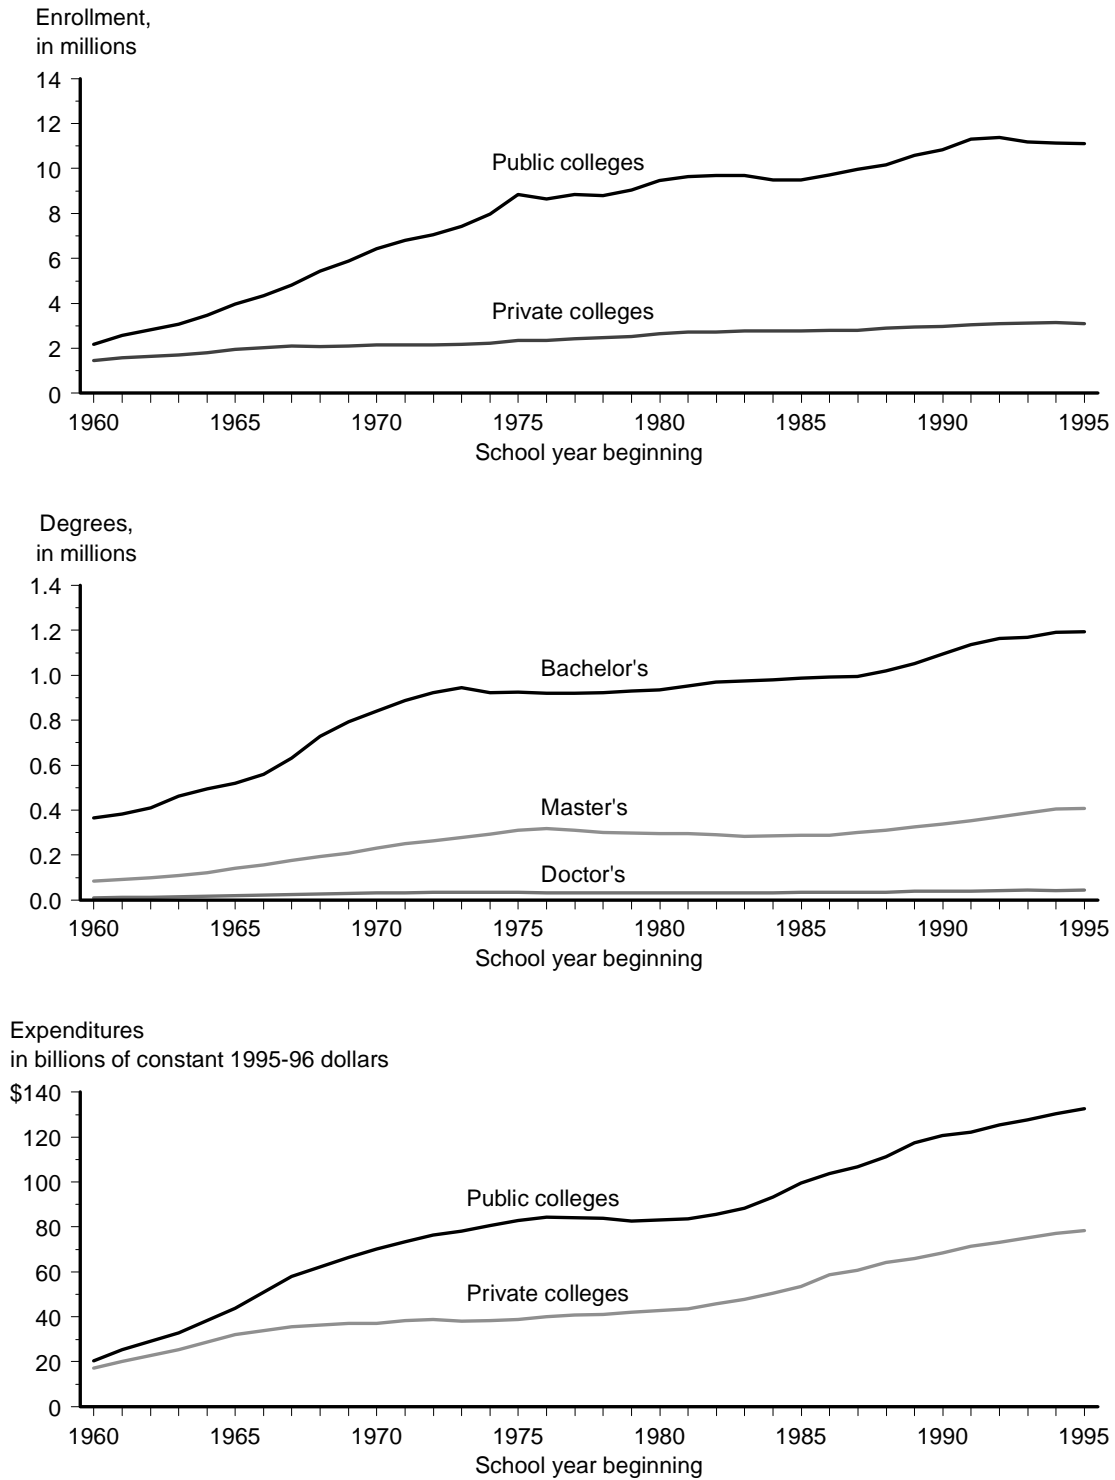 Enrollment,
in millions
14
12
Public colleges
10
8
6
4
Private colleges
2
0
1960 1965 1970 1975 1980 1985 1990 1995
School year beginning
Degrees,
in millions
1.4
1.2
Bachelor's
1.0
0.8
0.6
0.4
Master's
0.2
Doctor's
0.0
1960 1965 1970 1975 1980 1985 1990 1995
School year beginning
Expenditures
in billions of constant 1995-96 dollars
$140
120
100
Public colleges
80
60
Private colleges
40
20
0
1960 1965 1970 1975 1980 1985 1990 1995
School year beginning